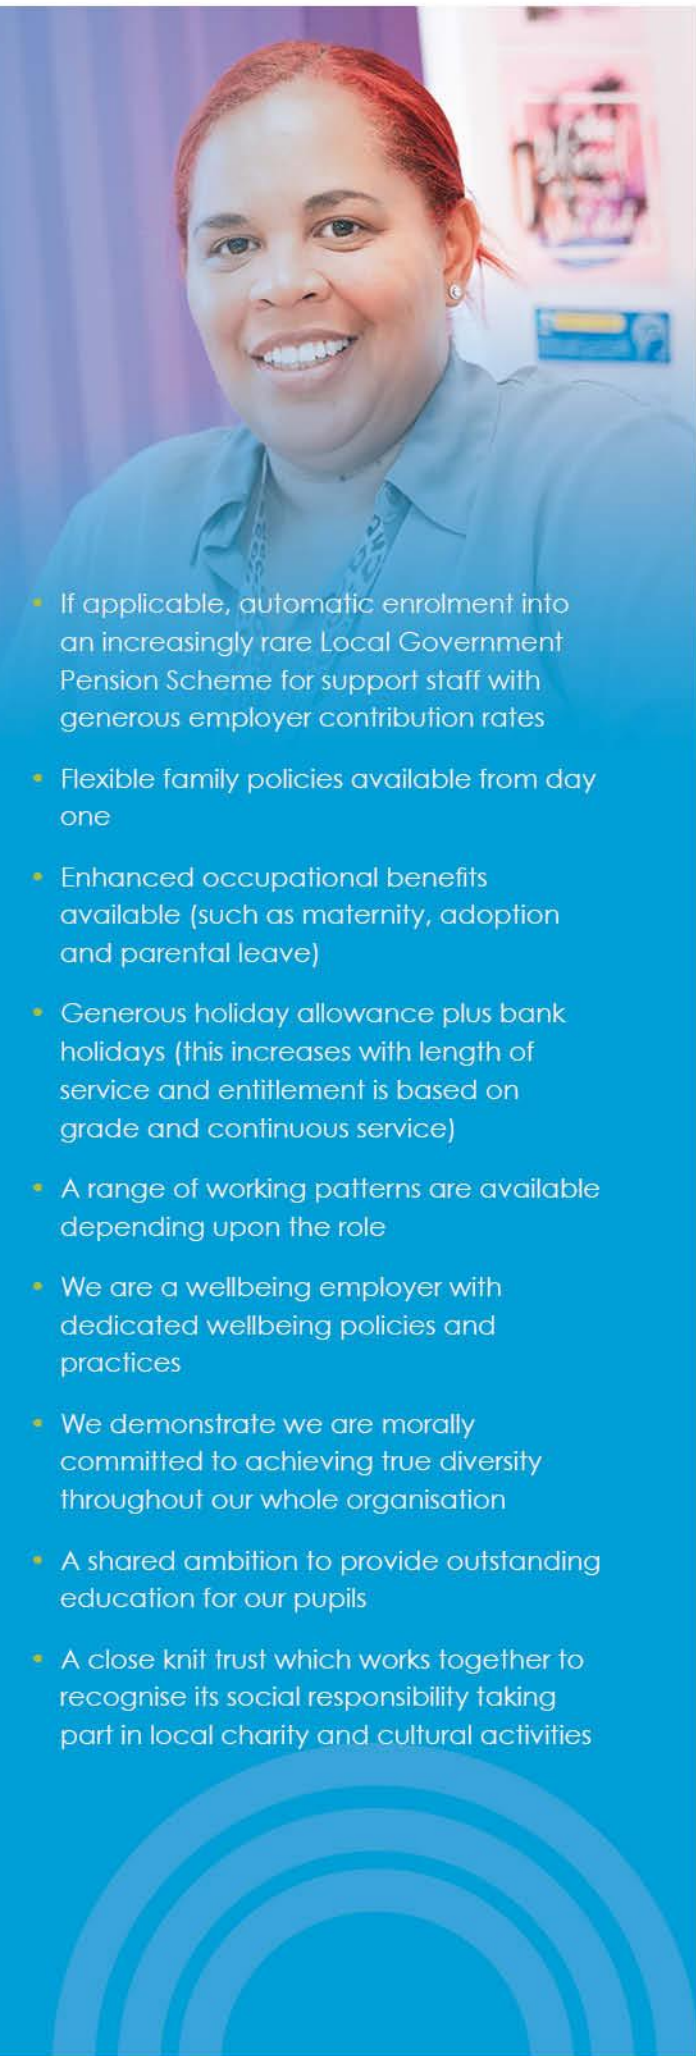 • If applicable, automatic enrolment into
an increasingly rare Local Government
Pension Scheme for support staff with
generous employer contribution rates
• Flexible family policies available from day
one
• Enhanced occupational benefits
available (such as maternity, adoption
and parental leave)
• Generous holiday allowance plus bank
holidays (this increases with length of
service and entitlement is based on
grade and continuous service)
• A range of working patterns are available
depending upon the role
• We are a wellbeing employer with
dedicated wellbeing policies and
practices
• We demonstrate we are morally
committed to achieving true diversity
throughout our whole organisation
• A shared ambition to provide outstanding
education for our pupils
• A close knit trust which works together to
recognise its social responsibility taking
part in local charity and cultural activities